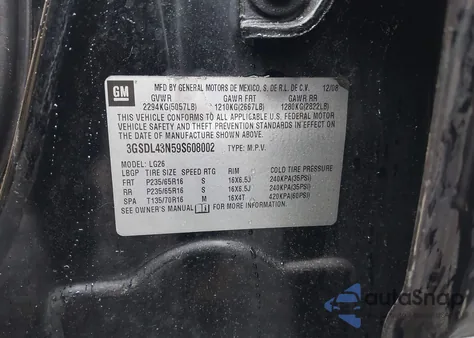 GM
MFD BY GENERAL MOTORS DE MEXICO, S. DE R.L. DE C.V. 12/08
GVWR GAWR FRT GAWR RR
2294KG(5057LB) 1210KG(2667LB) 1280KG(2822LB)
THIS VEHICLE CONFORMS TO ALL APPLICABLE U.S. FEDERAL MOTOR
VEHICLE SAFETY AND THEFT PREVENTION STANDARDS IN EFFECT ON
THE DATE OF MANUFACTURE SHOWN ABOVE.
3GSDL43N59S608002 TYPE: M.P.V.
MODEL: LG26
LBGP TIRE SIZE SPEED RTG RIM COLD TIRE PRESSURE
FRT P235/65R16 S 16X6.5J 240KPA(35PSI)
RR P235/65R16 S 16X6.5J 240KPA(35PSI)
SPA T135/70R16 M 16X4T 420KPA(60PSI)
SEE OWNER'S MANUAL FOR MORE INFORMATION
autaSnap